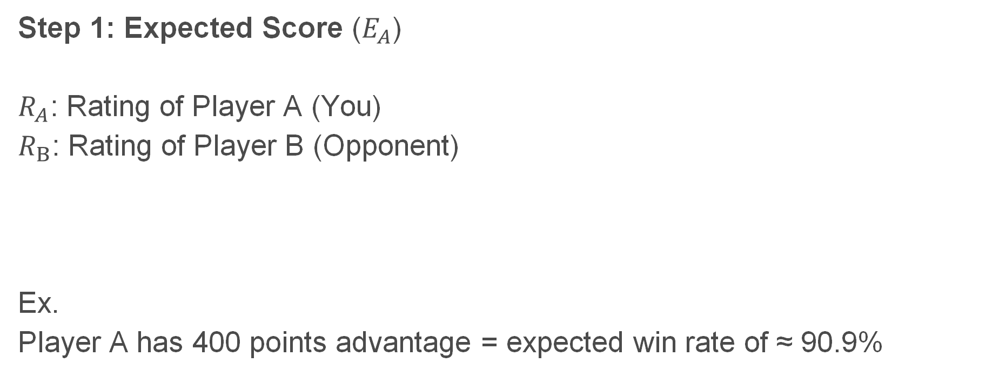 Step 1: Expected Score (E_A)
R_A: Rating of Player A (You)
R_B: Rating of Player B (Opponent)
Ex.
Player A has 400 points advantage = expected win rate of ≈ 90.9%